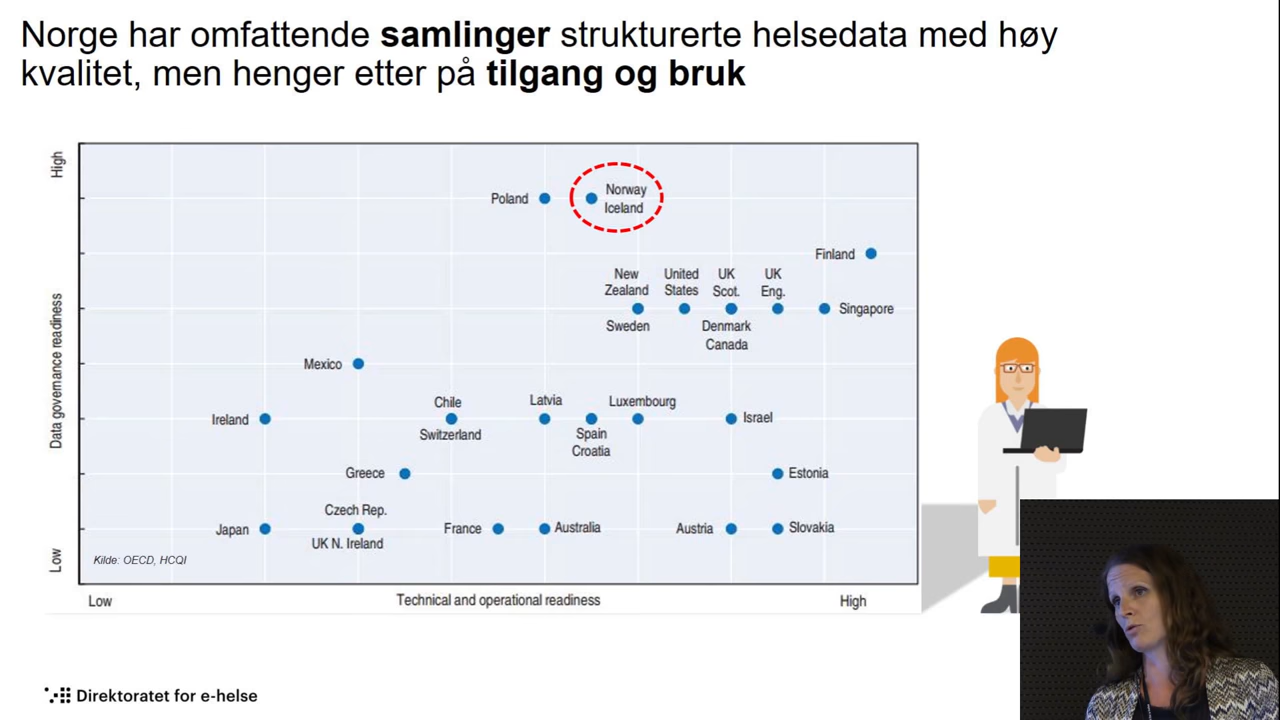 Norge har omfattende samlinger strukturerte helsedata med høy
kvalitet, men henger etter på tilgang og bruk
High
Data governance readiness
Low
Poland
Norway
Iceland
Finland
New
Zealand
Sweden
United
States
UK
Scot.
Denmark
Canada
UK
Eng.
Singapore
Mexico
Ireland
Chile
Switzerland
Latvia
Spain
Croatia
Luxembourg
Israel
Greece
Estonia
Japan
Czech Rep.
UK N. Ireland
France
Australia
Austria
Slovakia
Kilde: OECD, HCQI
Low
Technical and operational readiness
High
Direktoratet for e-helse